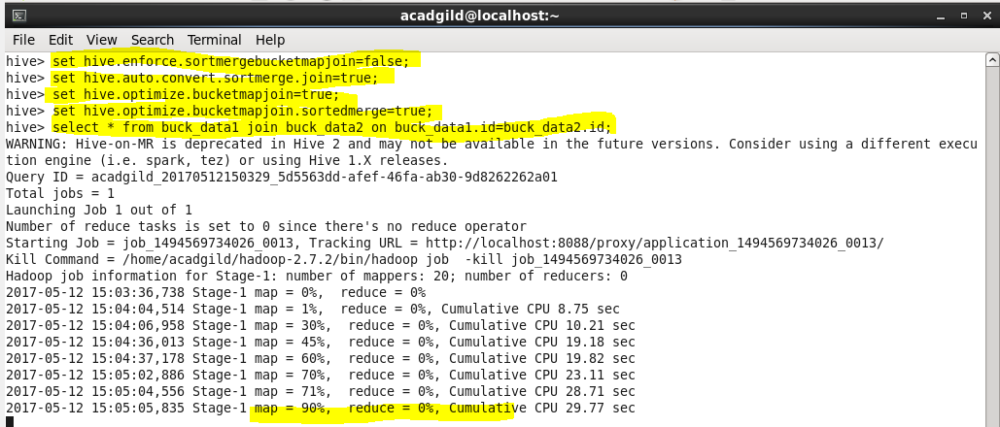 acadgild@localhost:~
File Edit View Search Terminal Help
hive> set hive.enforce.sortmergebucketmapjoin=false;
hive> set hive.auto.convert.sortmerge.join=true;
hive> set hive.optimize.bucketmapjoin=true;
hive> set hive.optimize.bucketmapjoin.sortedmerge=true;
hive> select * from buck_data1 join buck_data2 on buck_data1.id=buck_data2.id;
WARNING: Hive-on-MR is deprecated in Hive 2 and may not be available in the future versions. Consider using a different execu
tion engine (i.e. spark, tez) or using Hive 1.X releases.
Query ID = acadgild_20170512150329_5d5563dd-afef-46fa-ab30-9d8262262a01
Total jobs = 1
Launching Job 1 out of 1
Number of reduce tasks is set to 0 since there's no reduce operator
Starting Job = job_1494569734026_0013, Tracking URL = http://localhost:8088/proxy/application_1494569734026_0013/
Kill Command = /home/acadgild/hadoop-2.7.2/bin/hadoop job  -kill job_1494569734026_0013
Hadoop job information for Stage-1: number of mappers: 20; number of reducers: 0
2017-05-12 15:03:36,738 Stage-1 map = 0%,  reduce = 0%
2017-05-12 15:04:04,514 Stage-1 map = 1%,  reduce = 0%, Cumulative CPU 8.75 sec
2017-05-12 15:04:06,958 Stage-1 map = 30%,  reduce = 0%, Cumulative CPU 10.21 sec
2017-05-12 15:04:36,013 Stage-1 map = 45%,  reduce = 0%, Cumulative CPU 19.18 sec
2017-05-12 15:04:37,178 Stage-1 map = 60%,  reduce = 0%, Cumulative CPU 19.82 sec
2017-05-12 15:05:02,886 Stage-1 map = 70%,  reduce = 0%, Cumulative CPU 23.11 sec
2017-05-12 15:05:04,556 Stage-1 map = 71%,  reduce = 0%, Cumulative CPU 28.71 sec
2017-05-12 15:05:05,835 Stage-1 map = 90%,  reduce = 0%, Cumulative CPU 29.77 sec